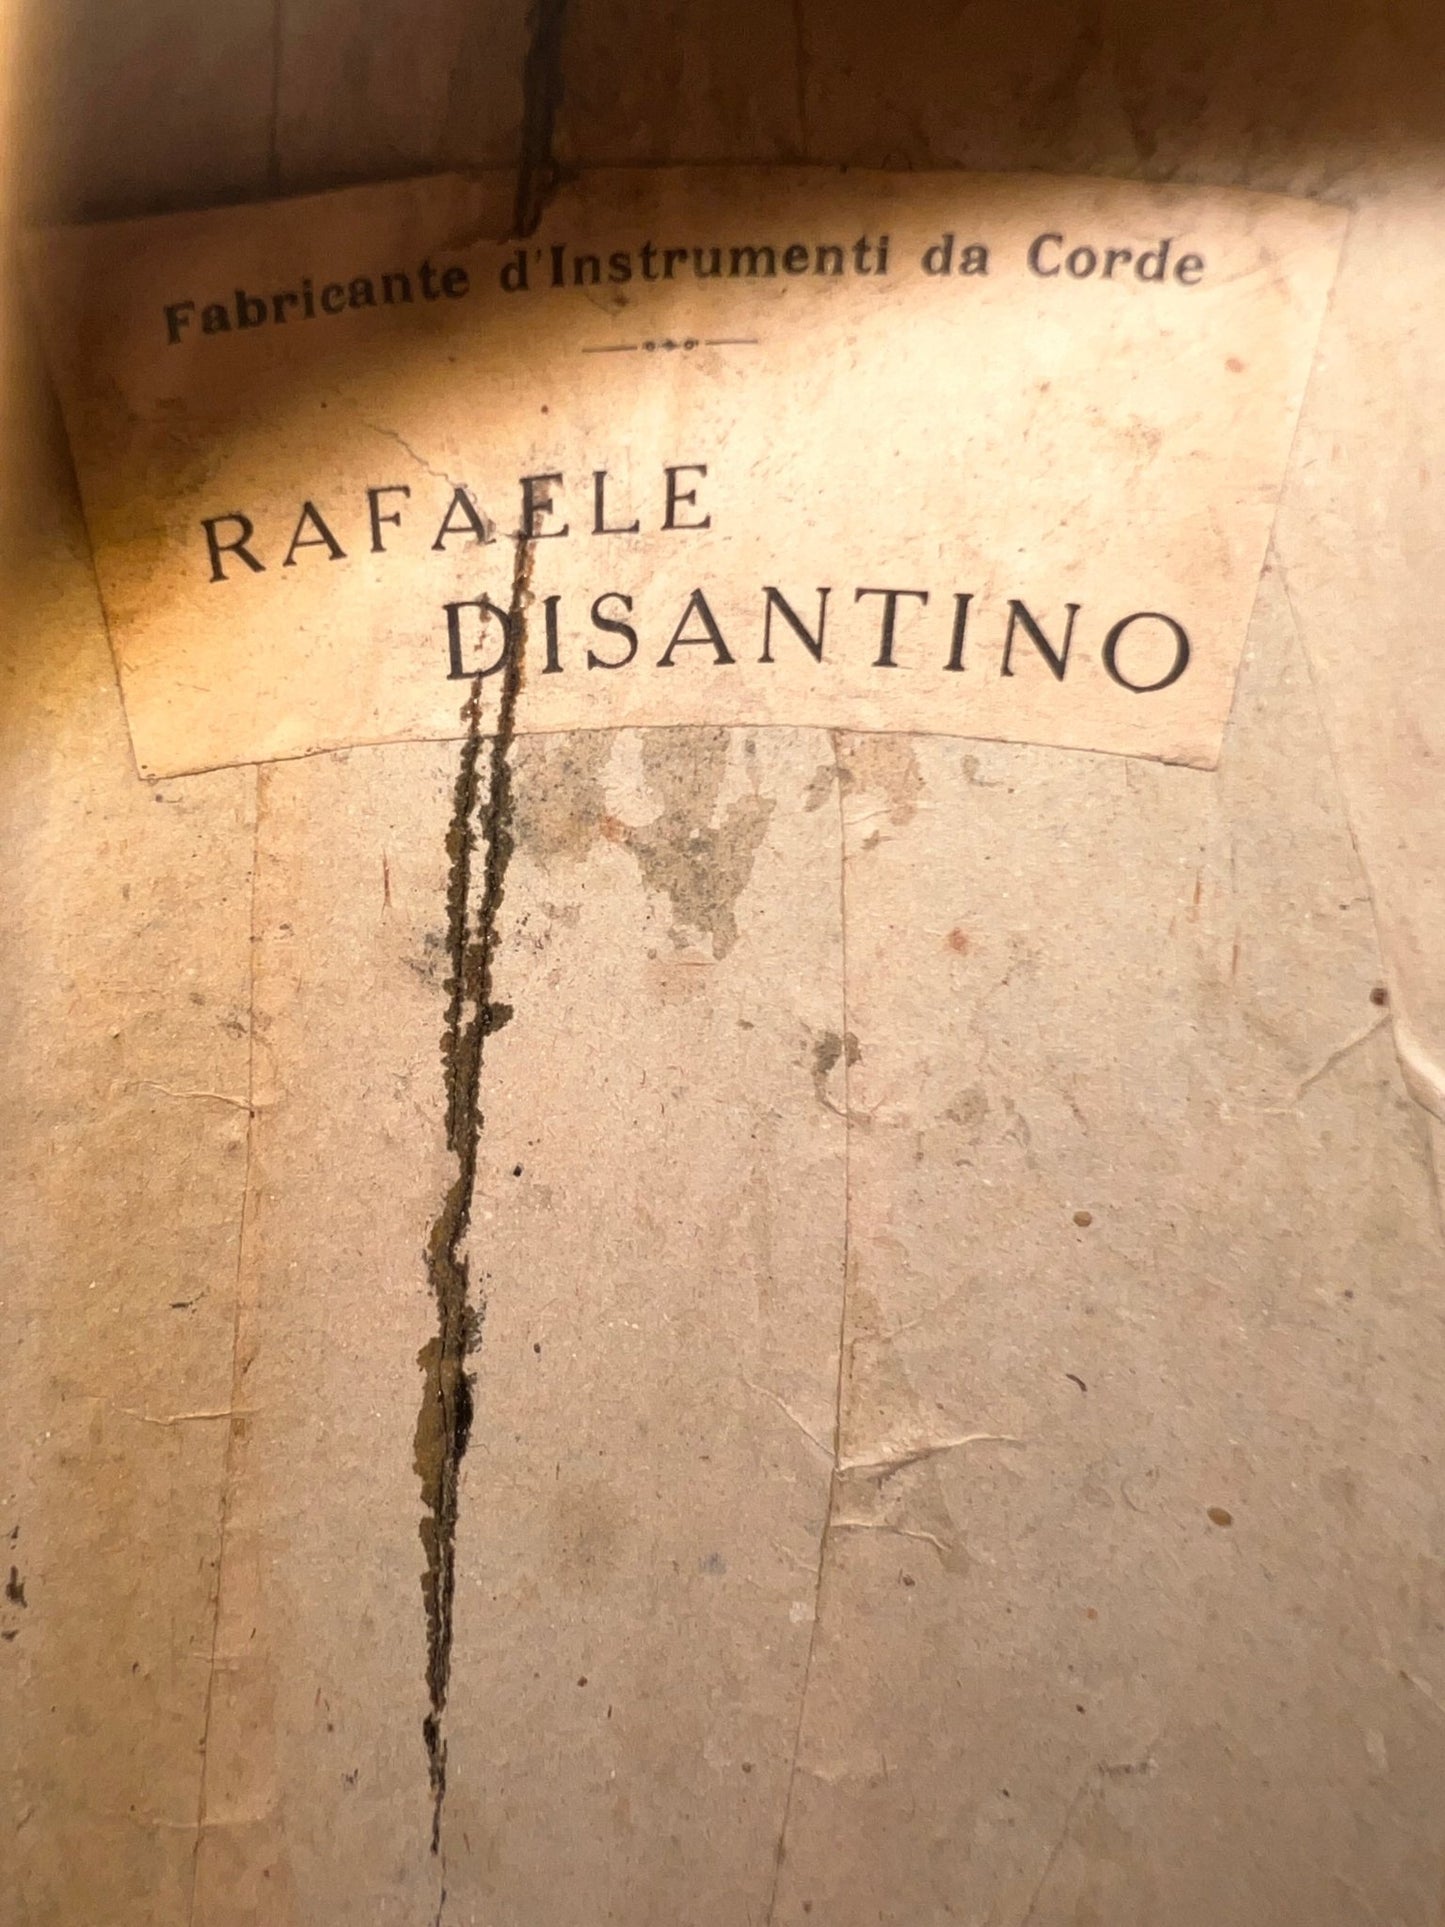 Fabricante d'Instrumenti da Corde
RAFAELE
DISANTINO